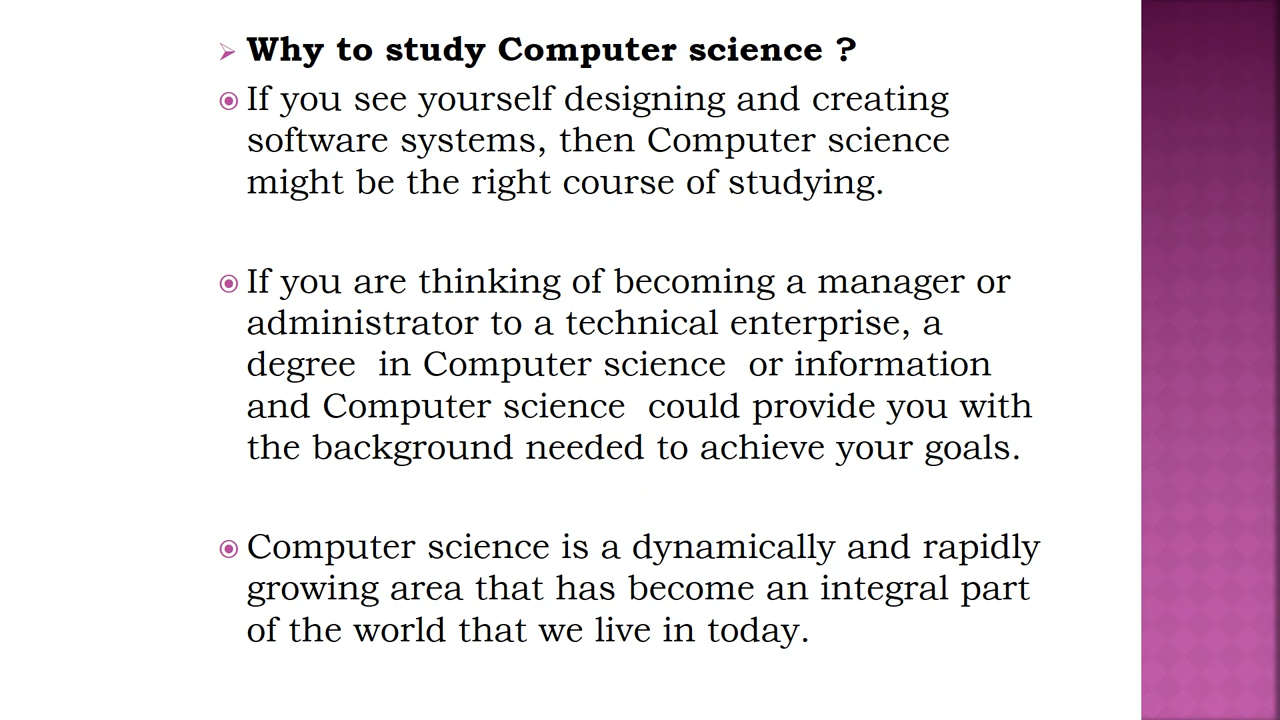 Why to study Computer science ?
If you see yourself designing and creating
software systems, then Computer science
might be the right course of studying.
If you are thinking of becoming a manager or
administrator to a technical enterprise, a
degree  in Computer science  or information
and Computer science  could provide you with
the background needed to achieve your goals.
Computer science is a dynamically and rapidly
growing area that has become an integral part
of the world that we live in today.